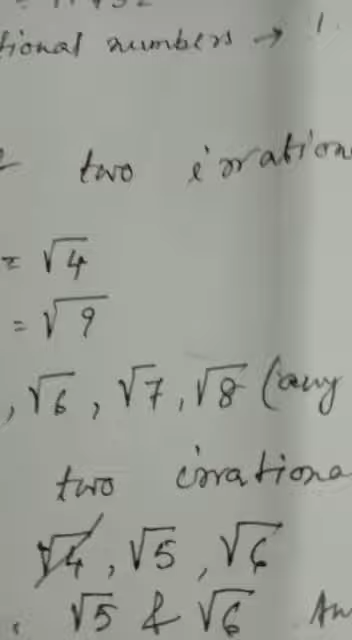 tional numbers → 1.
two irration
= √4
= √9
, √6, √7, √8 (any
two irrationa
√4, √5, √6
√5 & √6 An